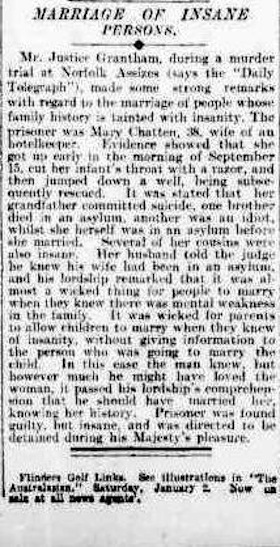 MARRIAGE OF INSANE
PERSONS.
Mr. Justice Grantham, during a murder
trial at Norfolk Assizes (says the "Daily
Telegraph"), made some strong remarks
with regard to the marriage of people whose
family history is tainted with insanity. The
prisoner was Mary Chatten, 38, wife of an
hotelkeeper. Evidence showed that she
got up early in the morning of September
15, cut her infant's throat with a razor, and
then jumped down a well, being subse-
quently rescued. It was stated that her
grandfather committed suicide, one brother
died in an asylum, another was an idiot,
whilst she herself was in an asylum before
she married. Several of her cousins were
also insane. Her husband told the judge
he knew his wife had been in an asylum,
and his lordship remarked that it was al-
most a wicked thing for people to marry
when they knew there was mental weakness
in the family. It was wicked for parents
to allow children to marry when they knew
of insanity, without giving information to
the person who was going to marry the
child. In this case the man knew, but
however much he might have loved the
woman, it passed his lordship's comprehen-
sion that he should have married her,
knowing her history. Prisoner was found
guilty, but insane, and was directed to be
detained during his Majesty's pleasure.
Flinders Golf Links. See illustrations in "The
Australasian," Saturday, January 2. Now on
sale at all news agents'.